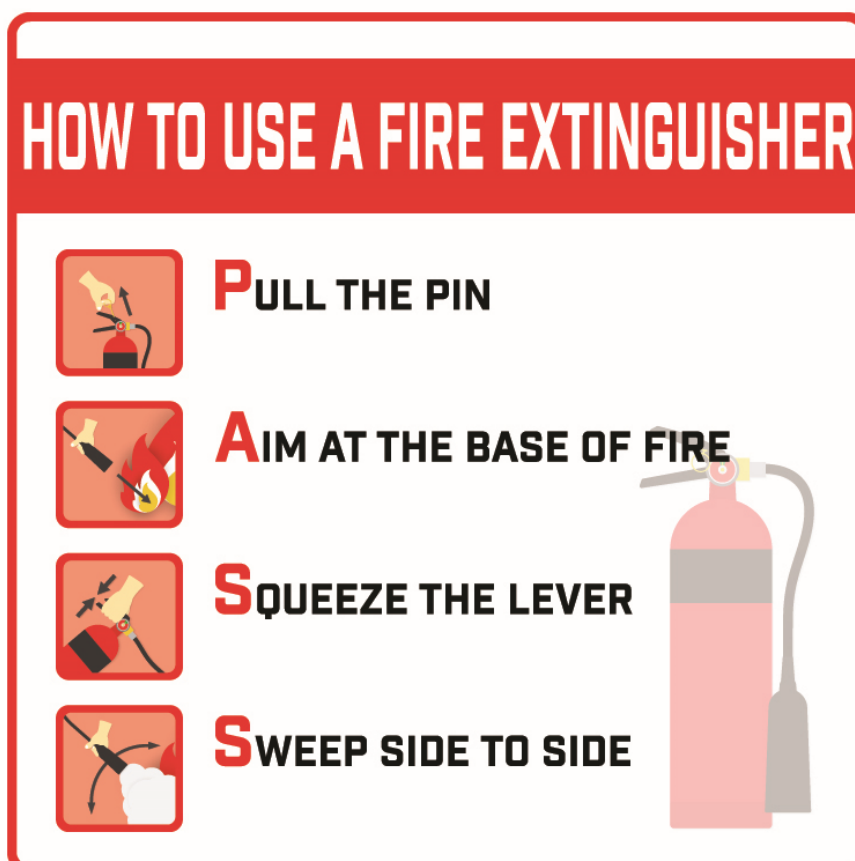 HOW TO USE A FIRE EXTINGUISHER
PULL THE PIN
AIM AT THE BASE OF FIRE
SQUEEZE THE LEVER
SWEEP SIDE TO SIDE